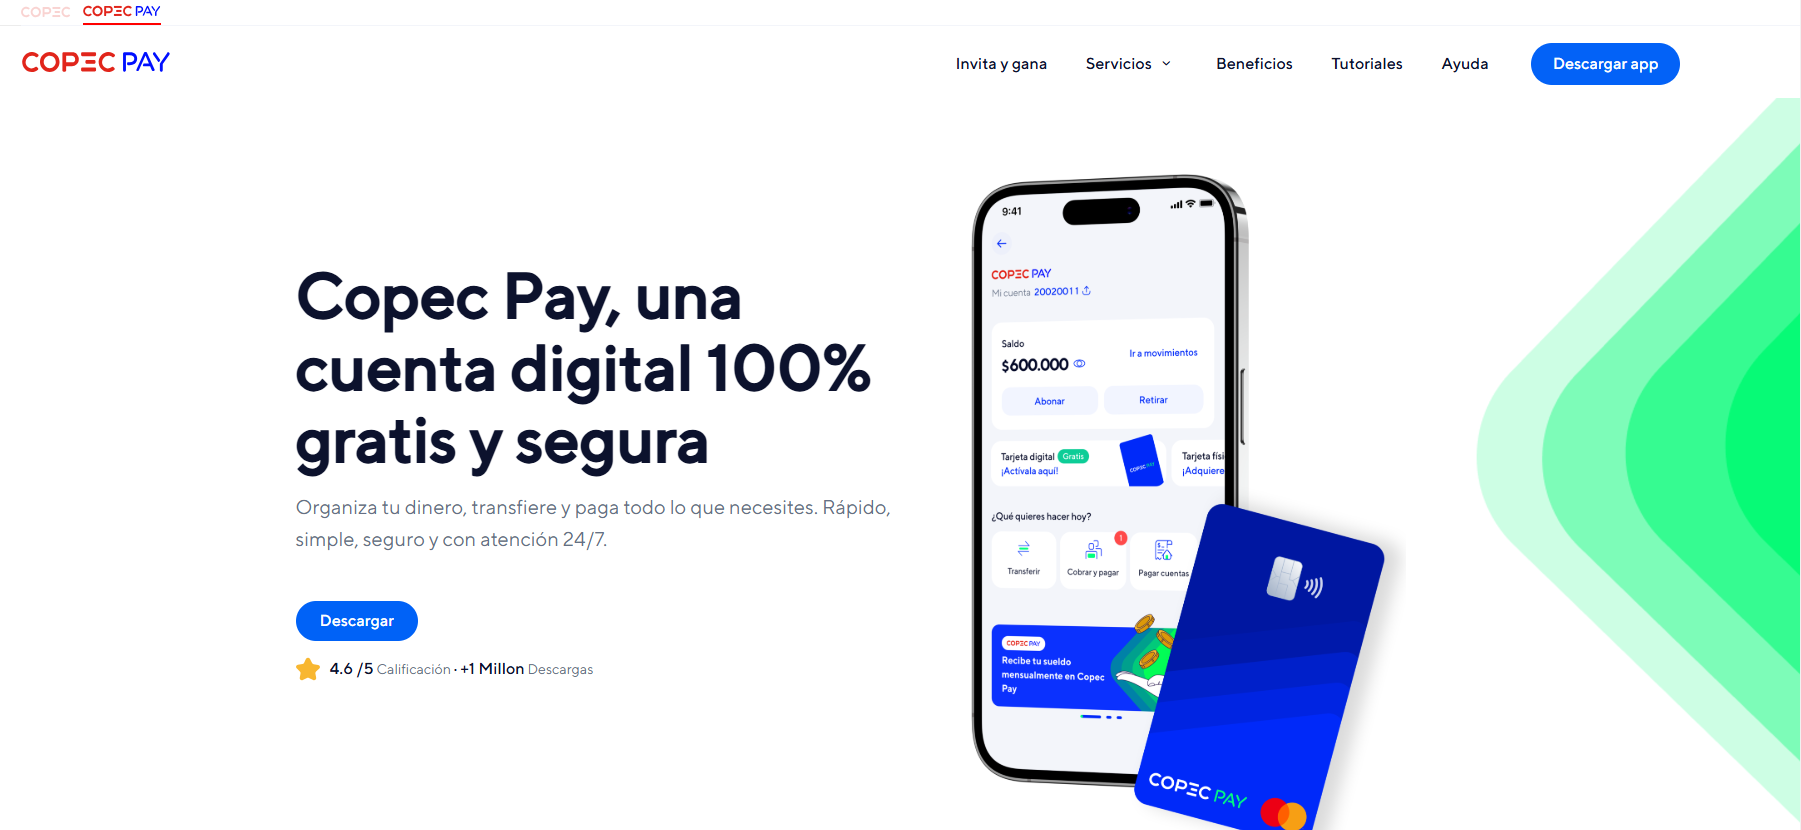 COPEC COPEC PAY
COPEC PAY
Invita y gana Servicios Beneficios Tutoriales Ayuda Descargar app
Copec Pay, una
cuenta digital 100%
gratis y segura
Organiza tu dinero, transfiere y paga todo lo que necesites. Rápido,
simple, seguro y con atención 24/7.
Descargar
4.6 /5 Calificación · +1 Millon Descargas
9:41
COPEC PAY
Mi cuenta 20020011
Saldo
$600.000
Ir a movimientos
Abonar Retirar
Tarjeta digital Gratis
¡Actívala aquí!
COPEC PAY
Tarjeta físi
¡Adquiere
¿Qué quieres hacer hoy?
1
Transferir Cobrar y pagar Pagar cuentas
COPEC PAY
Recibe tu sueldo
mensualmente en Copec
Pay
COPEC PAY